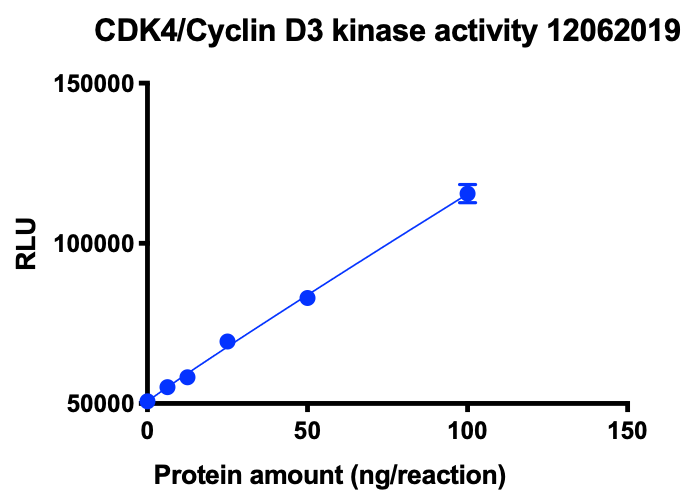 CDK4/Cyclin D3 kinase activity 12062019
150000
100000
50000
RLU
0 50 100 150
Protein amount (ng/reaction)